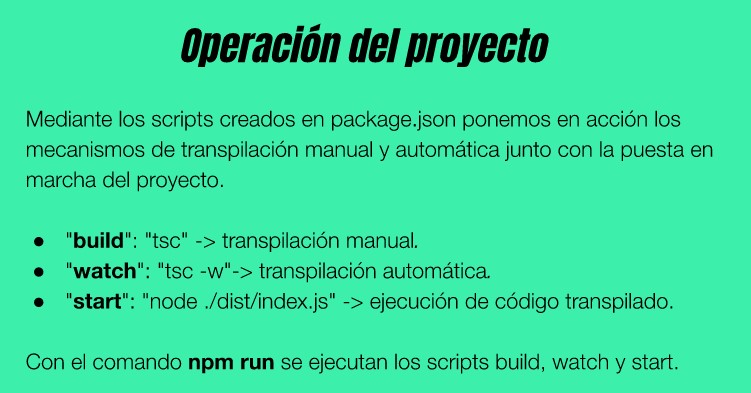 Operación del proyecto
Mediante los scripts creados en package.json ponemos en acción los
mecanismos de transpilación manual y automática junto con la puesta en
marcha del proyecto.
● "build": "tsc" -> transpilación manual.
● "watch": "tsc -w"-> transpilación automática.
● "start": "node ./dist/index.js" -> ejecución de código transpilado.
Con el comando npm run se ejecutan los scripts build, watch y start.